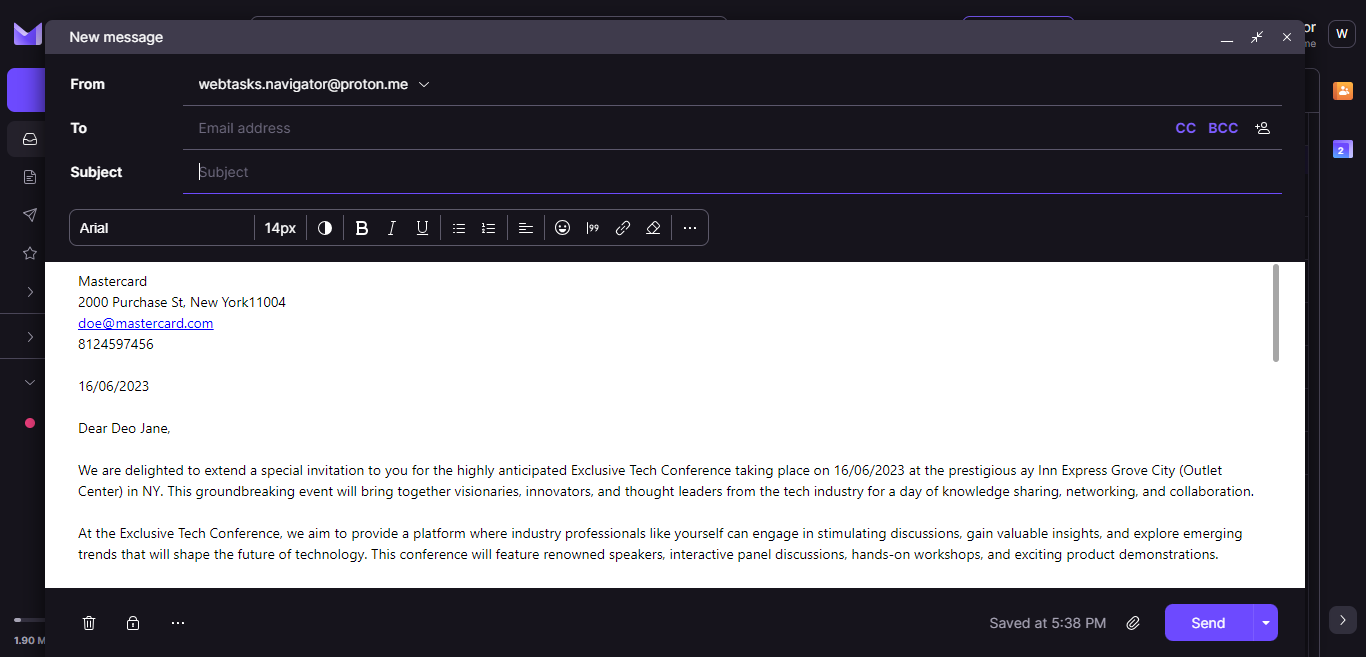 New message
or
me
W
From
webtasks.navigator@proton.me
To
Email address
CC BCC
Subject
Subject
Arial
14px
B I U
Mastercard
2000 Purchase St, New York11004
doe@mastercard.com
8124597456
16/06/2023
Dear Deo Jane,
We are delighted to extend a special invitation to you for the highly anticipated Exclusive Tech Conference taking place on 16/06/2023 at the prestigious ay Inn Express Grove City (Outlet
Center) in NY. This groundbreaking event will bring together visionaries, innovators, and thought leaders from the tech industry for a day of knowledge sharing, networking, and collaboration.
At the Exclusive Tech Conference, we aim to provide a platform where industry professionals like yourself can engage in stimulating discussions, gain valuable insights, and explore emerging
trends that will shape the future of technology. This conference will feature renowned speakers, interactive panel discussions, hands-on workshops, and exciting product demonstrations.
2
1.90 M
Saved at 5:38 PM
Send